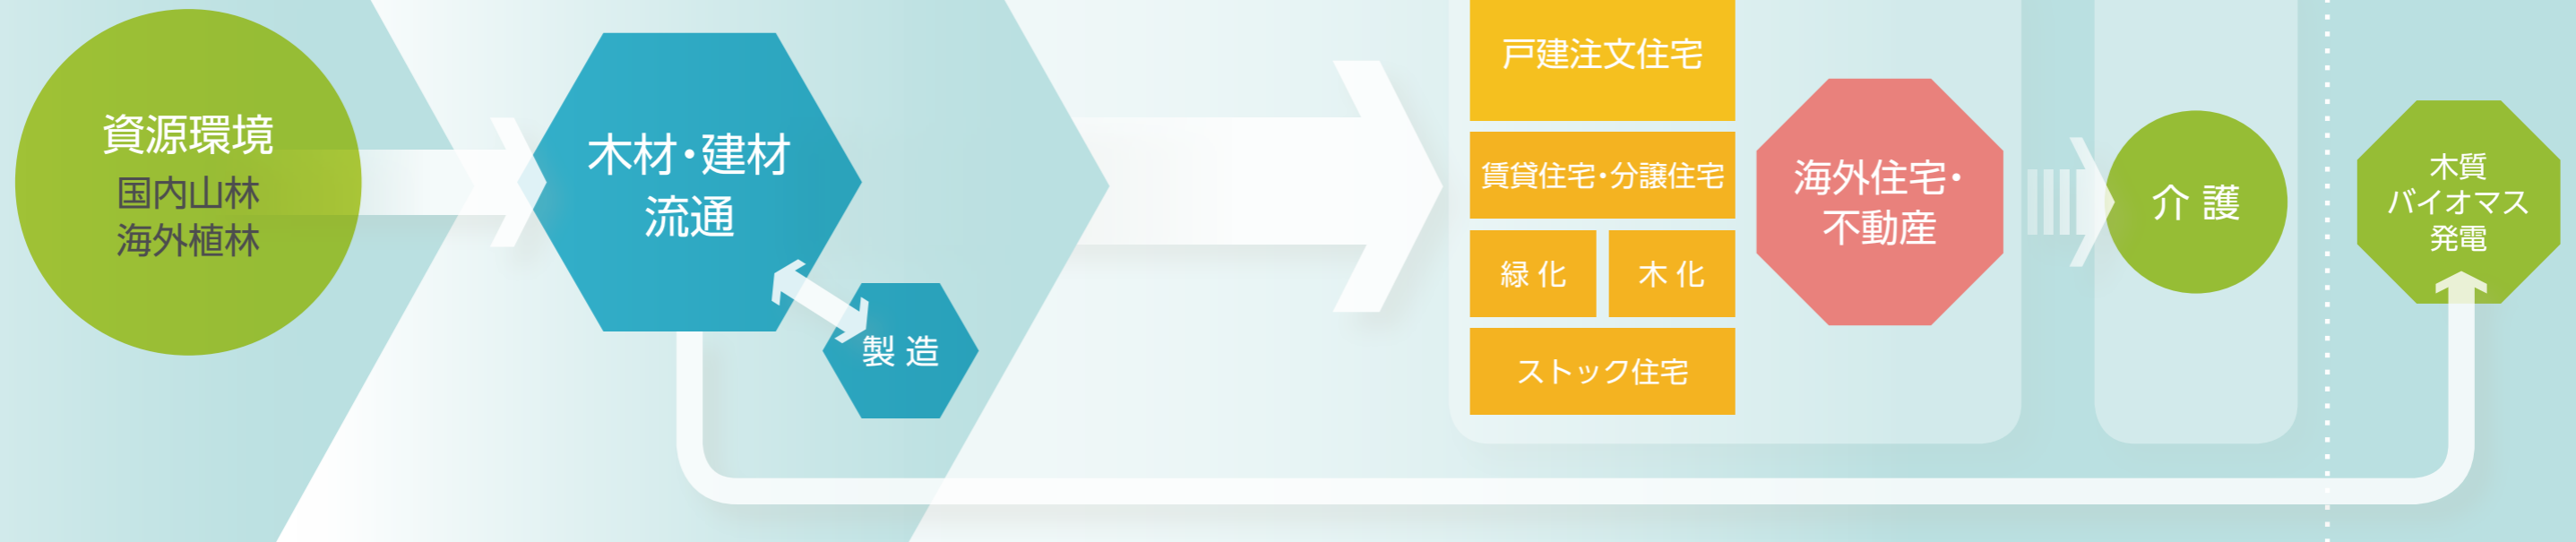 資源環境
国内山林
海外植林
木材・建材
流通
製 造
戸建注文住宅
賃貸住宅・分譲住宅
緑 化
木 化
ストック住宅
海外住宅・
不動産
介 護
木質
バイオマス
発電